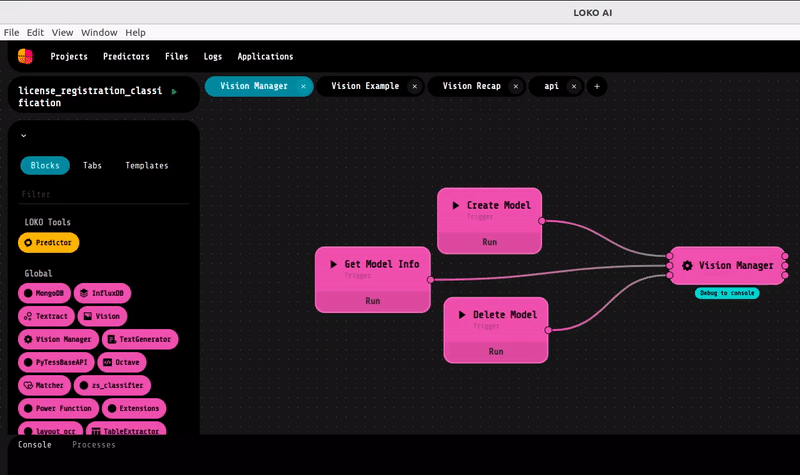 LOKO AI
File Edit View Window Help
Projects Predictors Files Logs Applications
license_registration_classi
fication
Vision Manager × Vision Example × Vision Recap × api × +
Blocks Tabs Templates
Filter
LOKO Tools
Predictor
Global
MongoDB InfluxDB
Textract Vision
Vision Manager TextGenerator
PyTessBaseAPI Octave
Matcher rs_classifier
Power Function Extensions
layout_ocr TableExtractor
Create Model
Trigger
Run
Get Model Info
Trigger
Run
Delete Model
Trigger
Run
Vision Manager
Debug to console
Console Processes